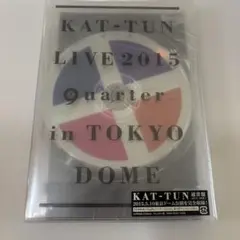 KAT-TUN
LIVE 2015
quarter
in TOKYO
DOME
KAT-TUN